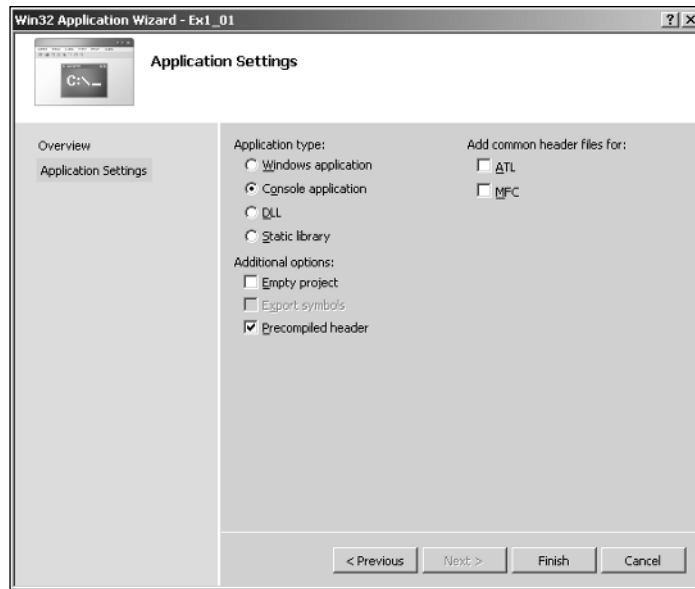 Win32 Application Wizard - Ex1_01
C:\_
Application Settings
Overview
Application Settings
Application type:
Windows application
Console application
DLL
Static library
Additional options:
Empty project
Export symbols
Precompiled header
Add common header files for:
ATL
MFC
< Previous
Next >
Finish
Cancel